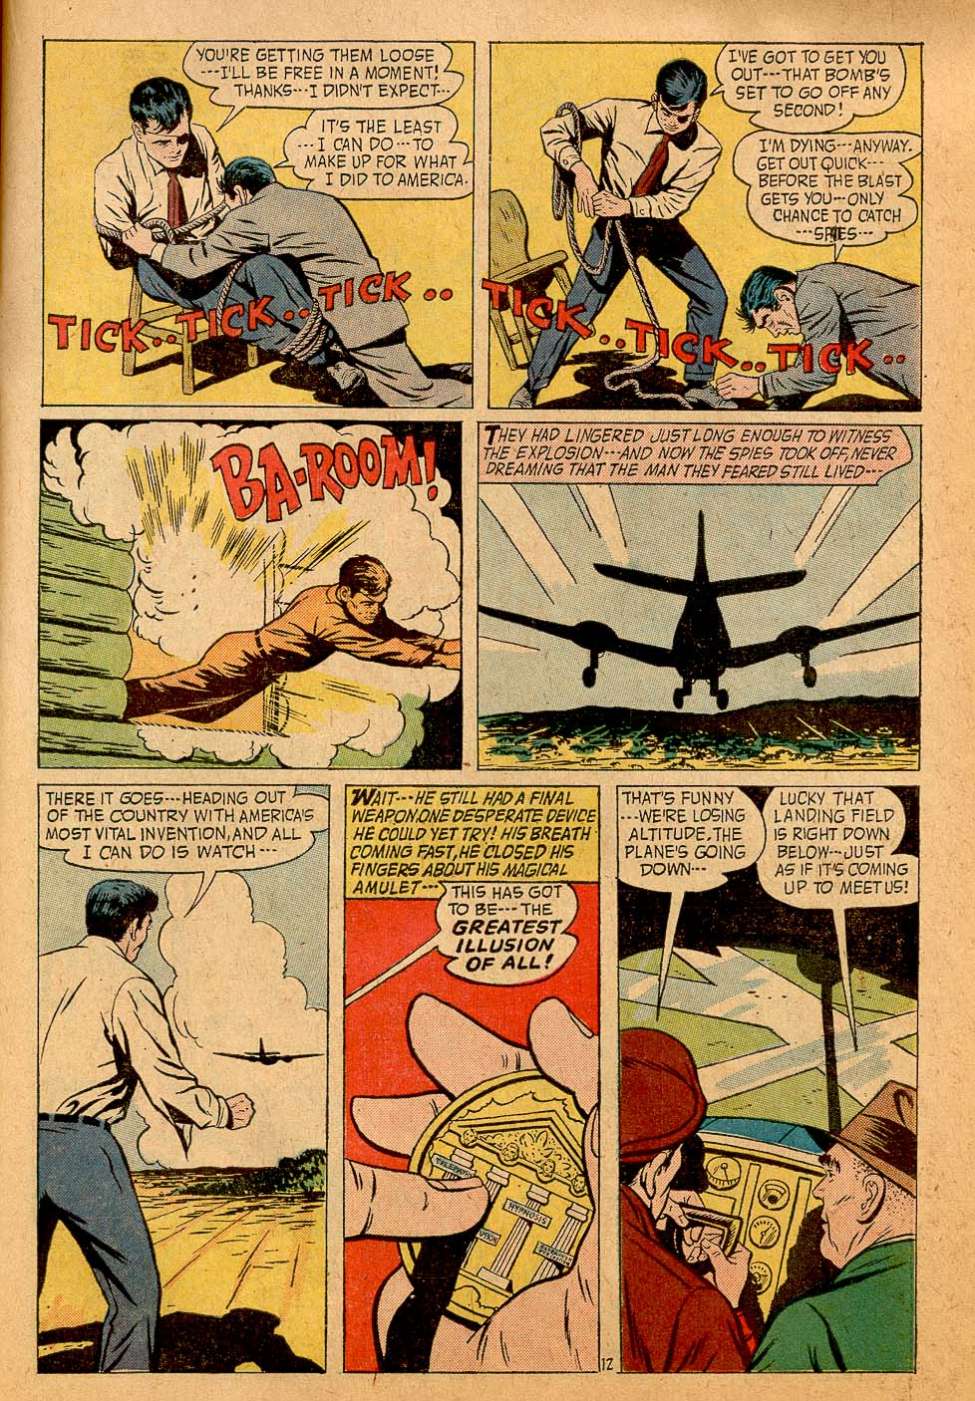 YOU'RE GETTING THEM LOOSE
---I'LL BE FREE IN A MOMENT!
THANKS---I DIDN'T EXPECT--
IT'S THE LEAST
---I CAN DO---TO
MAKE UP FOR WHAT
I DID TO AMERICA.
TICK..TICK..TICK..
I'VE GOT TO GET YOU
OUT---THAT BOMB'S
SET TO GO OFF ANY
SECOND!
I'M DYING---ANYWAY.
GET OUT QUICK---
BEFORE THE BLAST
GETS YOU---ONLY
CHANCE TO CATCH
---SPIES---
TICK..TICK..TICK..
BA-ROOM!
THEY HAD LINGERED JUST LONG ENOUGH TO WITNESS
THE EXPLOSION---AND NOW THE SPIES TOOK OFF, NEVER
DREAMING THAT THE MAN THEY FEARED STILL LIVED---
THERE IT GOES---HEADING OUT
OF THE COUNTRY WITH AMERICA'S
MOST VITAL INVENTION, AND ALL
I CAN DO IS WATCH---
WAIT---HE STILL HAD A FINAL
WEAPON. ONE DESPERATE DEVICE
HE COULD YET TRY! HIS BREATH
COMING FAST, HE CLOSED HIS
FINGERS ABOUT HIS MAGICAL
AMULET---
THIS HAS GOT
TO BE---THE
GREATEST
ILLUSION
OF ALL!
HYPNOSIS
12
THAT'S FUNNY
---WE'RE LOSING
ALTITUDE, THE
PLANE'S GOING
DOWN---
LUCKY THAT
LANDING FIELD
IS RIGHT DOWN
BELOW---JUST
AS IF IT'S COMING
UP TO MEET US!